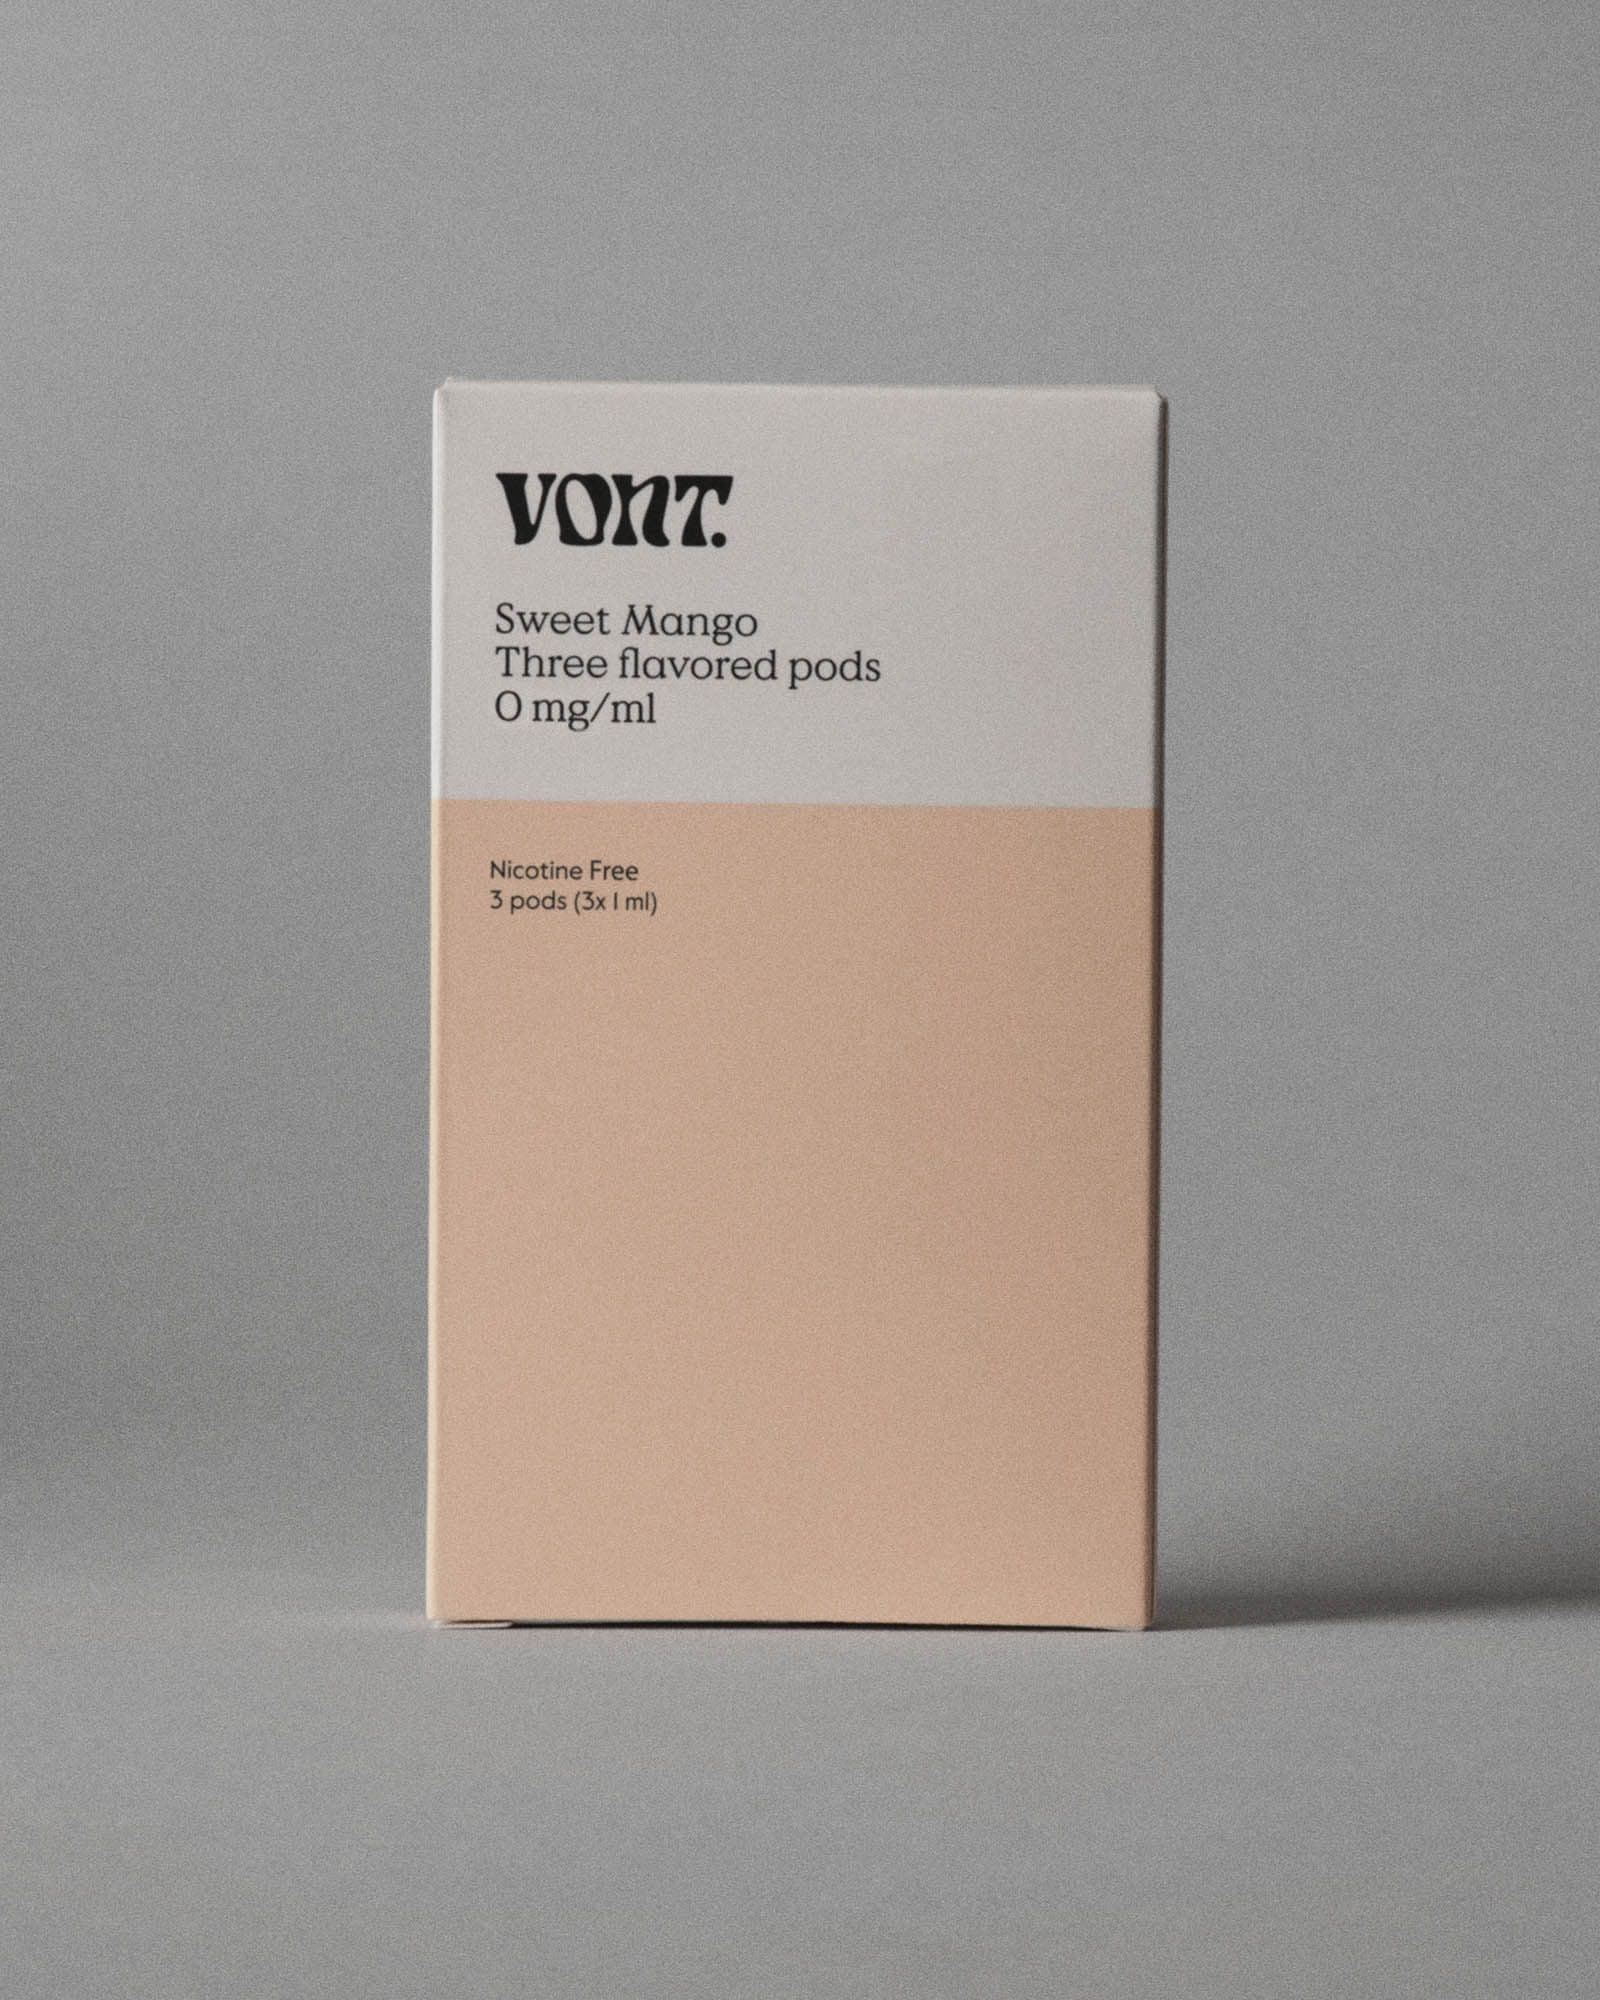 VONT.
Sweet Mango
Three flavored pods
0 mg/ml
Nicotine Free
3 pods (3x 1 ml)